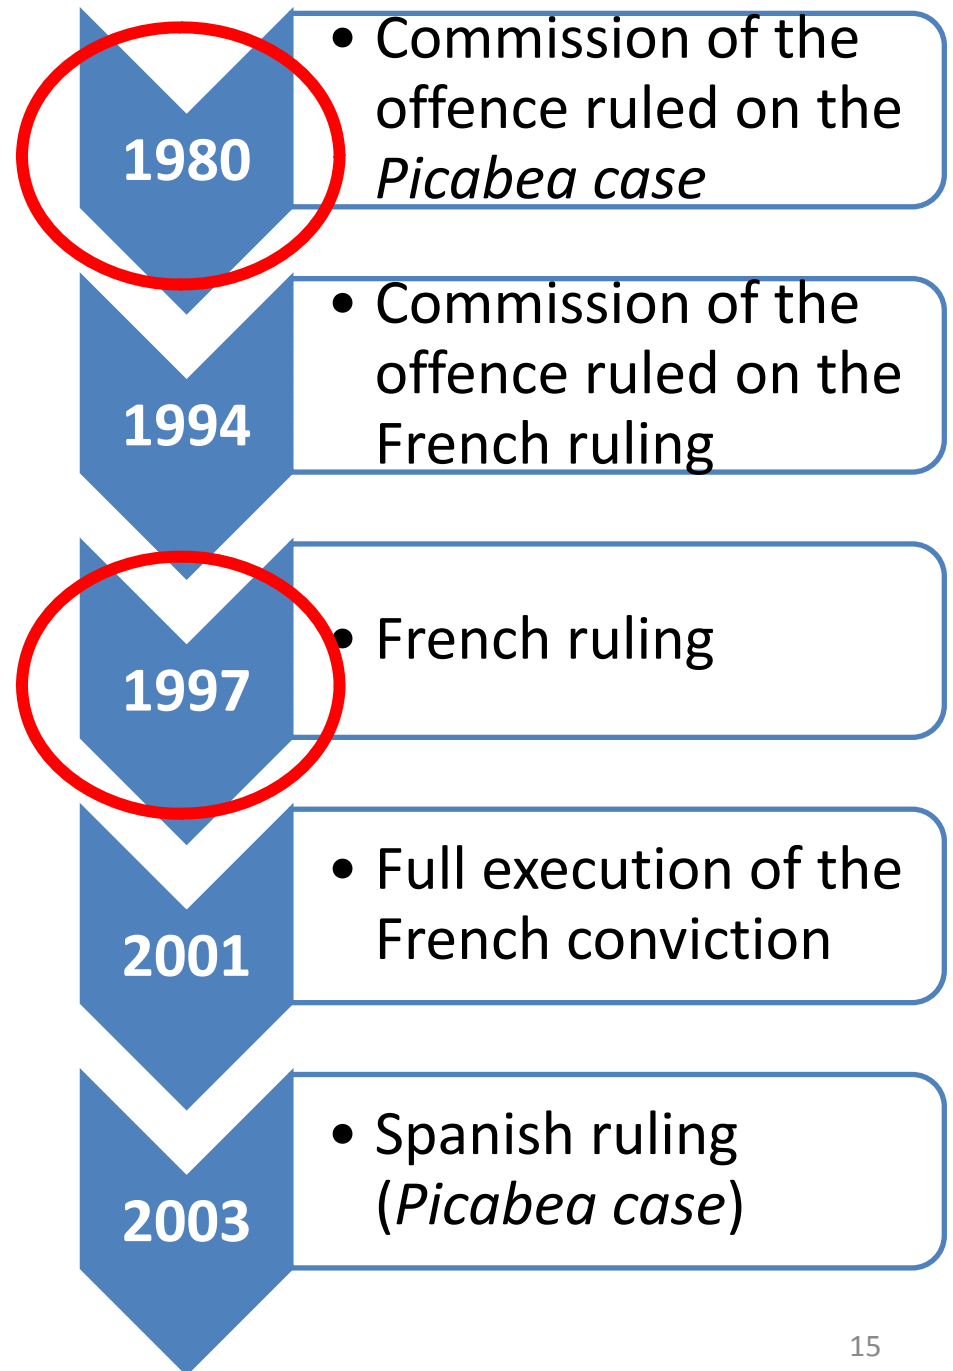 1980
• Commission of the
offence ruled on the
Picabea case
1994
• Commission of the
offence ruled on the
French ruling
1997
• French ruling
2001
• Full execution of the
French conviction
2003
• Spanish ruling
(Picabea case)
15